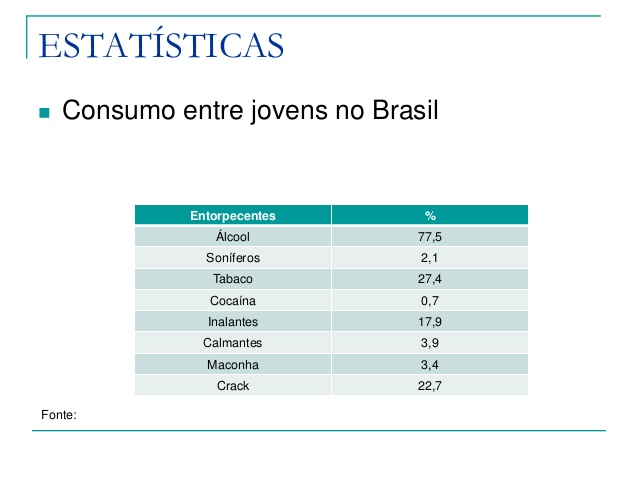 ESTATÍSTICAS
Consumo entre jovens no Brasil
Entorpecentes %
Álcool 77,5
Soníferos 2,1
Tabaco 27,4
Cocaína 0,7
Inalantes 17,9
Calmantes 3,9
Maconha 3,4
Crack 22,7
Fonte: